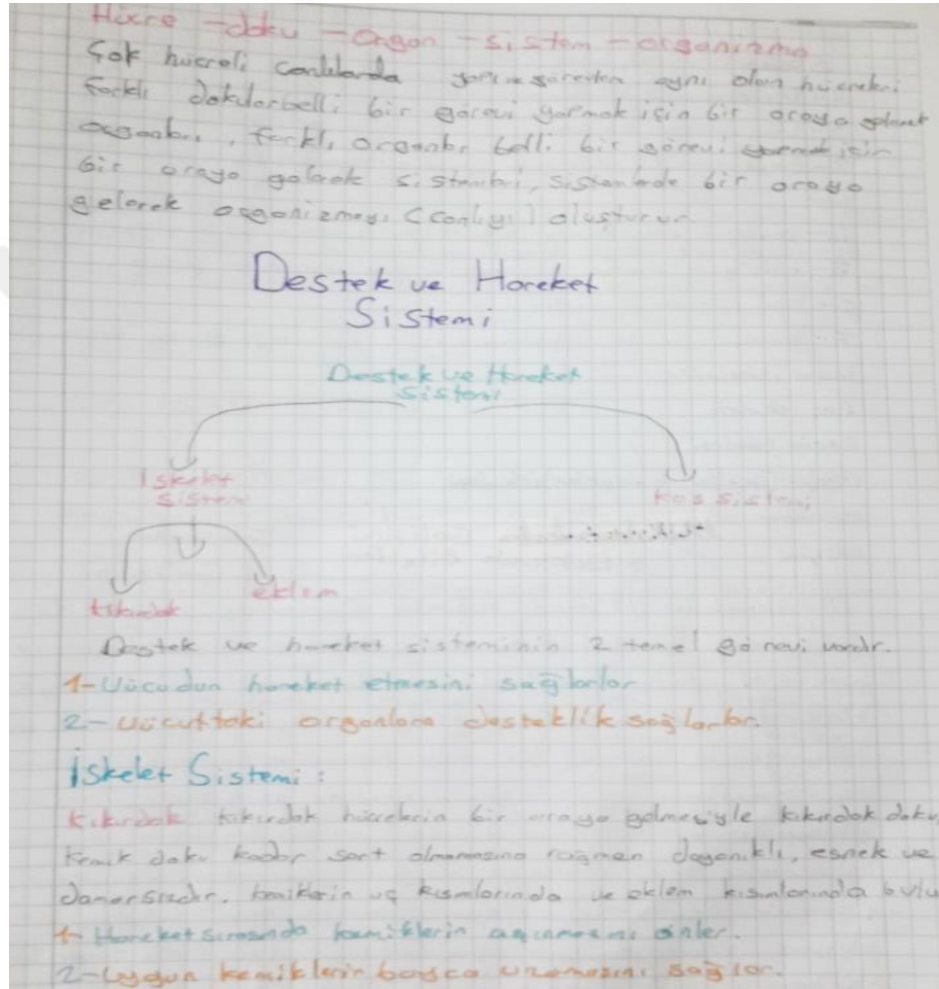 Hücre - doku - organ - sistem - organizma
Çok hücreli canlılarda yapı ve görevi aynı olan hücreler
farklı dokular belli bir görevi yapmak için bir araya gelerek
organları, farklı organlar belli bir görevi yapmak için
bir araya gelerek sistemleri, sistemlerde bir araya
gelerek organizmayı (canlıyı) oluşturur
Destek ve Hareket
Sistemi
Destek ve Hareket
Sistemi
İskelet
Sistemi
Kas Sistemi
kıkırdak
eklem
Destek ve hareket sisteminin 2 temel görevi vardır.
1- Vücudun hareket etmesini sağlarlar
2- Vücuttaki organlara desteklik sağlarlar.
İskelet Sistemi :
Kıkırdak kıkırdak hücrelerin bir araya gelmesiyle kıkırdak doku
Kemik doku kadar sert olmamasına rağmen dayanıklı, esnek ve
damarsızdır. kemiklerin uç kısımlarında ve eklem kısımlarında bulu
1- Hareket sırasında kemiklerin aşınmasını önler.
2- Uygun kemiklerin boyca uzamasını sağlar.